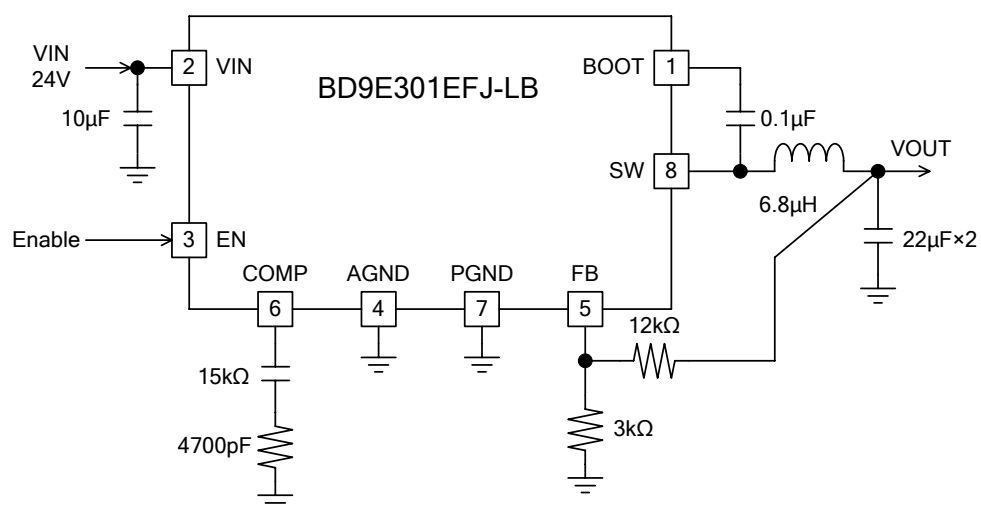 VIN
24V
2
VIN
BD9E301EFJ-LB
BOOT
1
10µF
0.1µF
SW
8
VOUT
6.8µH
Enable
3
EN
22µF×2
COMP
AGND
PGND
FB
6
4
7
5
12kΩ
15kΩ
3kΩ
4700pF